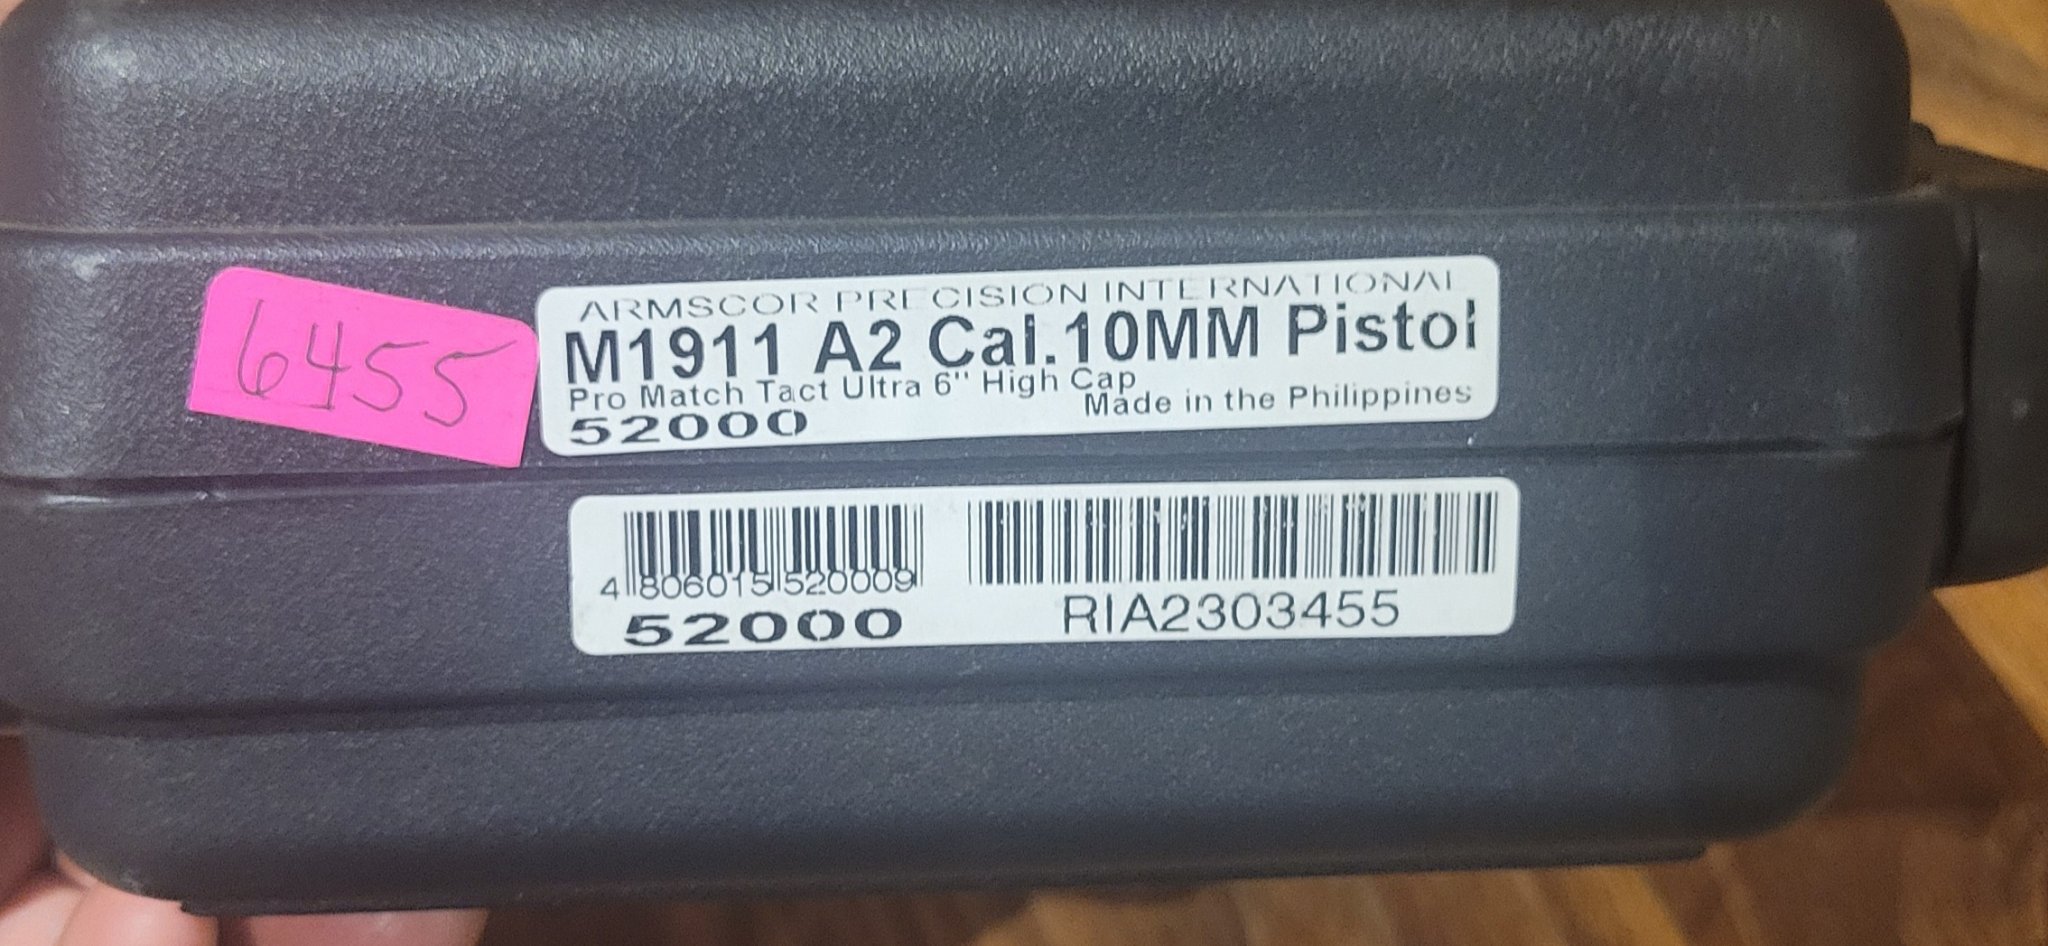 6455
ARMSCOR PRECISION INTERNATIONAL
M1911 A2 Cal.10MM Pistol
Pro Match Tact Ultra 6" High Cap
Made in the Philippines
52000
4 806015 520009
52000
RIA2303455